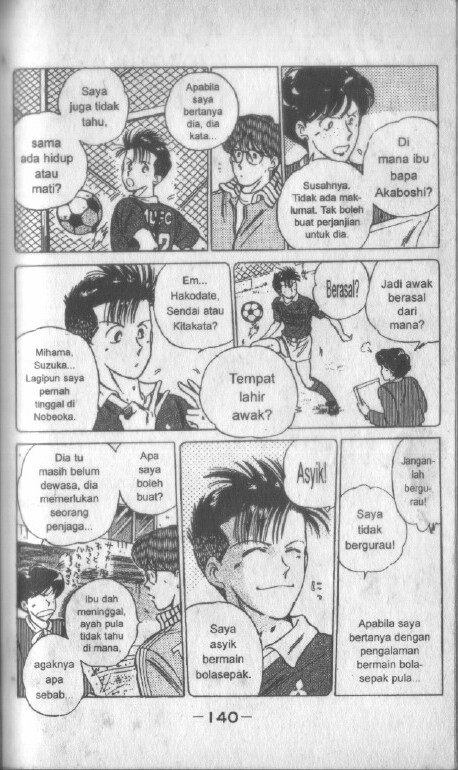 Di
mana ibu
bapa
Akaboshi?
Susahnya.
Tidak ada mak-
lumat. Tak boleh
buat perjanjian
untuk dia.
Apabila
saya
bertanya
dia, dia
kata...
Saya
juga tidak
tahu,
sama
ada hidup
atau
mati?
Jadi awak
berasal
dari
mana?
Berasal?
Tempat
lahir
awak?
Em...
Hakodate,
Sendai atau
Kitakata?
Mihama,
Suzuka...
Lagipun saya
pernah
tinggal di
Nobeoka.
Jangan-
lah
bergu-
rau!
Saya
tidak
bergurau!
Apabila saya
bertanya dengan
pengalaman
bermain bola-
sepak pula...
Asyik!
Saya
asyik
bermain
bolasepak.
Apa
saya
boleh
buat?
Dia tu
masih belum
dewasa, dia
memerlukan
seorang
penjaga...
Ibu dah
meninggal,
ayah pula
tidak tahu
di mana,
agaknya
apa
sebab...
—140—